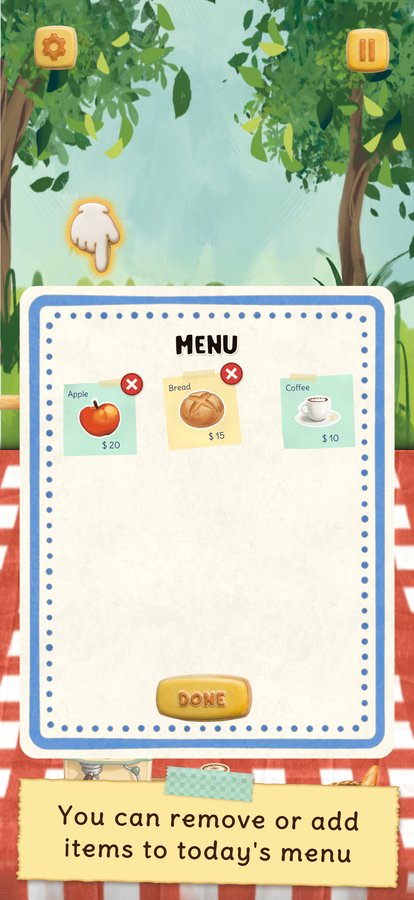 MENU
Apple
$ 20
Bread
$ 15
Coffee
$ 10
DONE
You can remove or add
items to today's menu